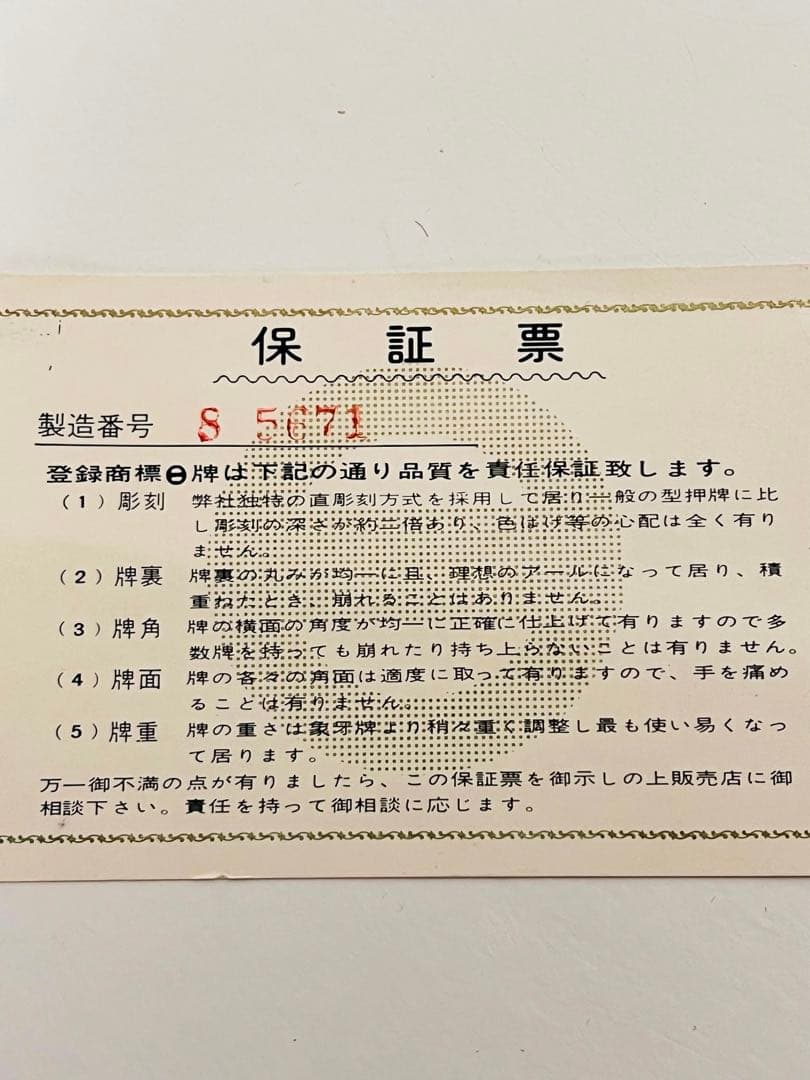 保証票
製造番号 S 5671
登録商標⊖牌は下記の通り品質を責任保証致します。
(1)彫刻 弊社独特の直彫刻方式を採用して居り一般の型押牌に比
し彫刻の深さが約二倍あり、色ほげ等の心配は全く有り
ません。
(2)牌裏 牌裏の丸みが均一に且、理想のアールになって居り、積
重ねたとき、崩れることはありません。
(3)牌角 牌の横面の角度が均一に正確に仕上げて有りますので多
数牌を持っても崩れたり持ち上らないことは有りません。
(4)牌面 牌の各々の角面は適度に取って有りますので、手を痛め
ることは有りません。
(5)牌重 牌の重さは象牙牌より稍々重く調整し最も使い易くなっ
て居ります。
万一御不満の点が有りましたら、この保証票を御示しの上販売店に御
相談下さい。責任を持って御相談に応じます。